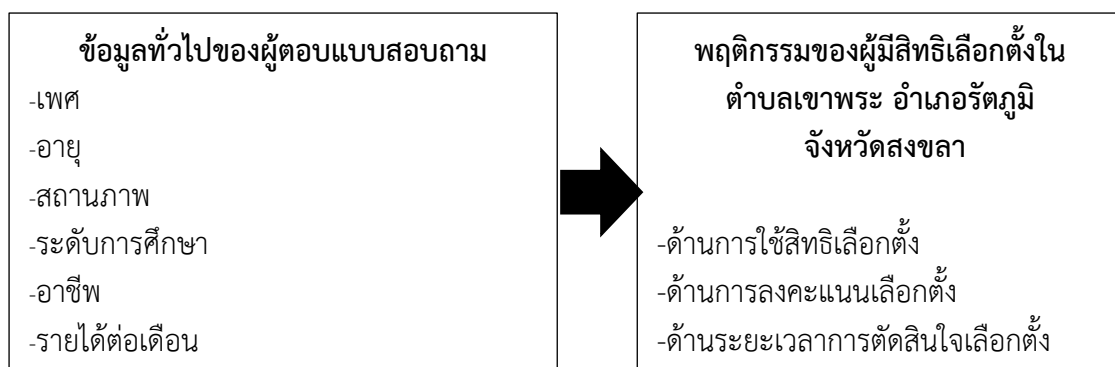 ข้อมูลทั่วไปของผู้ตอบแบบสอบถาม
-เพศ
-อายุ
-สถานภาพ
-ระดับการศึกษา
-อาชีพ
-รายได้ต่อเดือน
พฤติกรรมของผู้มีสิทธิเลือกตั้งใน
ตำบลเขาพระ อำเภอรัตภูมิ
จังหวัดสงขลา
-ด้านการใช้สิทธิเลือกตั้ง
-ด้านการลงคะแนนเลือกตั้ง
-ด้านระยะเวลาการตัดสินใจเลือกตั้ง